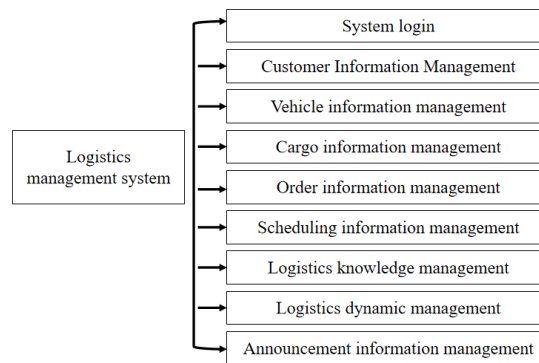 System login
Customer Information Management
Vehicle information management
Cargo information management
Logistics
management system
Order information management
Scheduling information management
Logistics knowledge management
Logistics dynamic management
Announcement information management